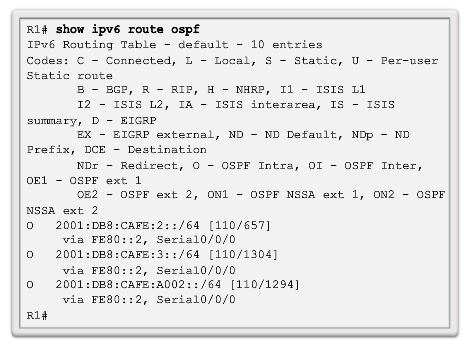 R1# show ipv6 route ospf
IPv6 Routing Table - default - 10 entries
Codes: C - Connected, L - Local, S - Static, U - Per-user
Static route
B - BGP, R - RIP, H - NHRP, I1 - ISIS L1
I2 - ISIS L2, IA - ISIS interarea, IS - ISIS
summary, D - EIGRP
EX - EIGRP external, ND - ND Default, NDp - ND
Prefix, DCE - Destination
NDr - Redirect, O - OSPF Intra, OI - OSPF Inter,
OE1 - OSPF ext 1
OE2 - OSPF ext 2, ON1 - OSPF NSSA ext 1, ON2 - OSPF
NSSA ext 2
O 2001:DB8:CAFE:2::/64 [110/657]
via FE80::2, Serial0/0/0
O 2001:DB8:CAFE:3::/64 [110/1304]
via FE80::2, Serial0/0/0
O 2001:DB8:CAFE:A002::/64 [110/1294]
via FE80::2, Serial0/0/0
R1#